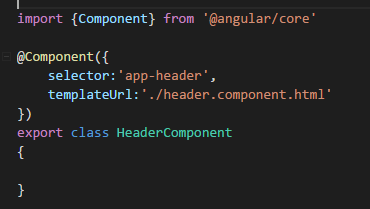 import {Component} from '@angular/core'
@Component({
    selector:'app-header',
    templateUrl:'./header.component.html'
})
export class HeaderComponent
{
}